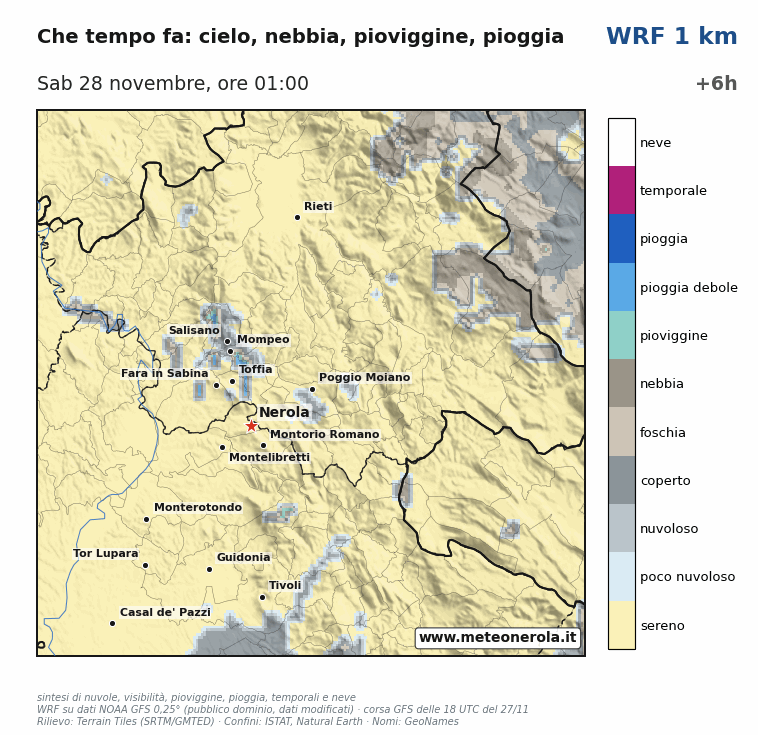 Che tempo fa: cielo, nebbia, pioviggine, pioggia
WRF 1 km
Sab 28 novembre, ore 01:00
+6h
Rieti
Salisano
Mompeo
Fara in Sabina
Toffia
Poggio Moiano
Nerola
Montorio Romano
Montelibretti
Monterotondo
Tor Lupara
Guidonia
Tivoli
Casal de' Pazzi
www.meteonerola.it
neve
temporale
pioggia
pioggia debole
pioviggine
nebbia
foschia
coperto
nuvoloso
poco nuvoloso
sereno
sintesi di nuvole, visibilità, pioviggine, pioggia, temporali e neve
WRF su dati NOAA GFS 0,25° (pubblico dominio, dati modificati) · corsa GFS delle 18 UTC del 27/11
Rilievo: Terrain Tiles (SRTM/GMTED) · Confini: ISTAT, Natural Earth · Nomi: GeoNames